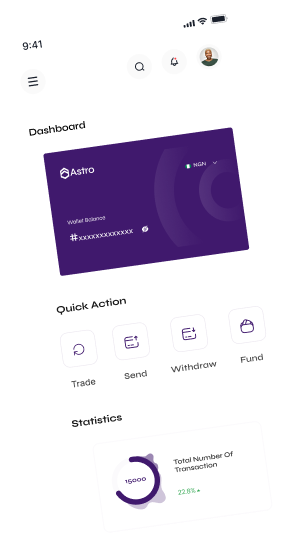 9:41
Dashboard
Astro
NGN
Wallet Balance
#xxxxxxxxxxxxx
Quick Action
Trade
Send
Withdraw
Fund
Statistics
15000
Total Number Of
Transaction
22.6%